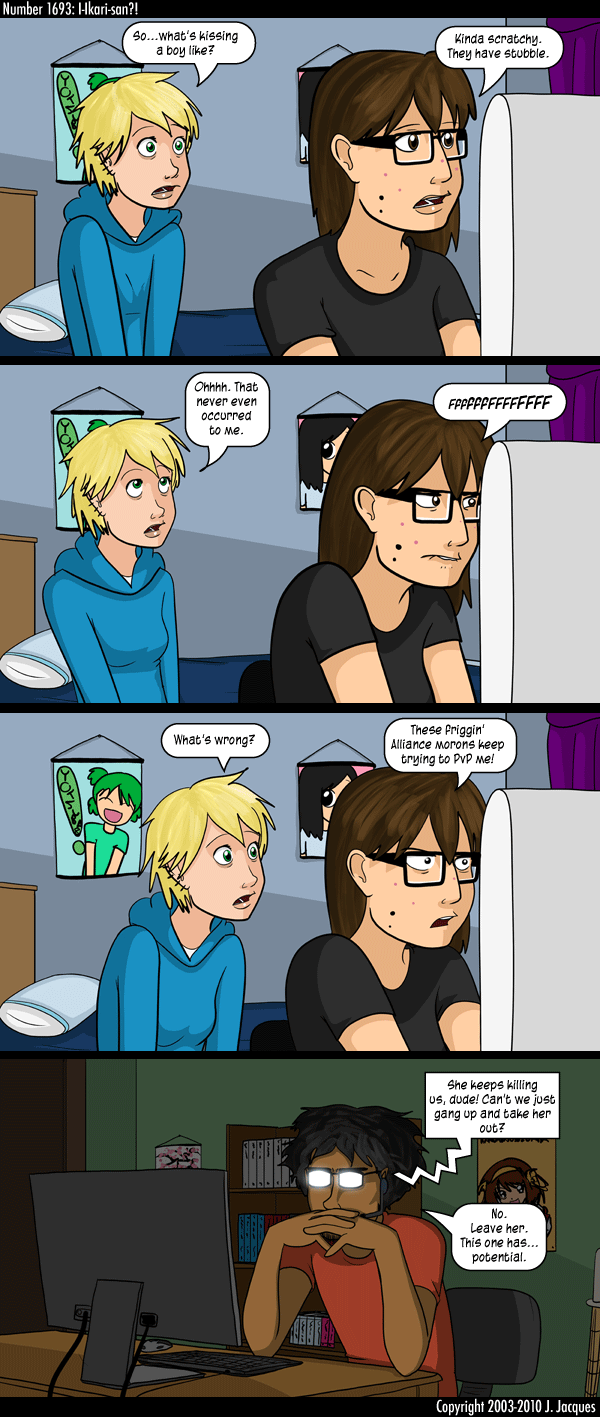 Number 1693: I-Ikari-san?!
So...what's kissing
a boy like?
Kinda scratchy.
They have stubble.
Ohhhh. That
never even
occurred
to me.
FPPPPPFFFFFFFF
What's wrong?
These friggin'
Alliance morons keep
trying to PvP me!
She keeps killing
us, dude! Can't we just
gang up and take her
out?
No.
Leave her.
This one has...
potential.
Copyright 2003-2010 J. Jacques